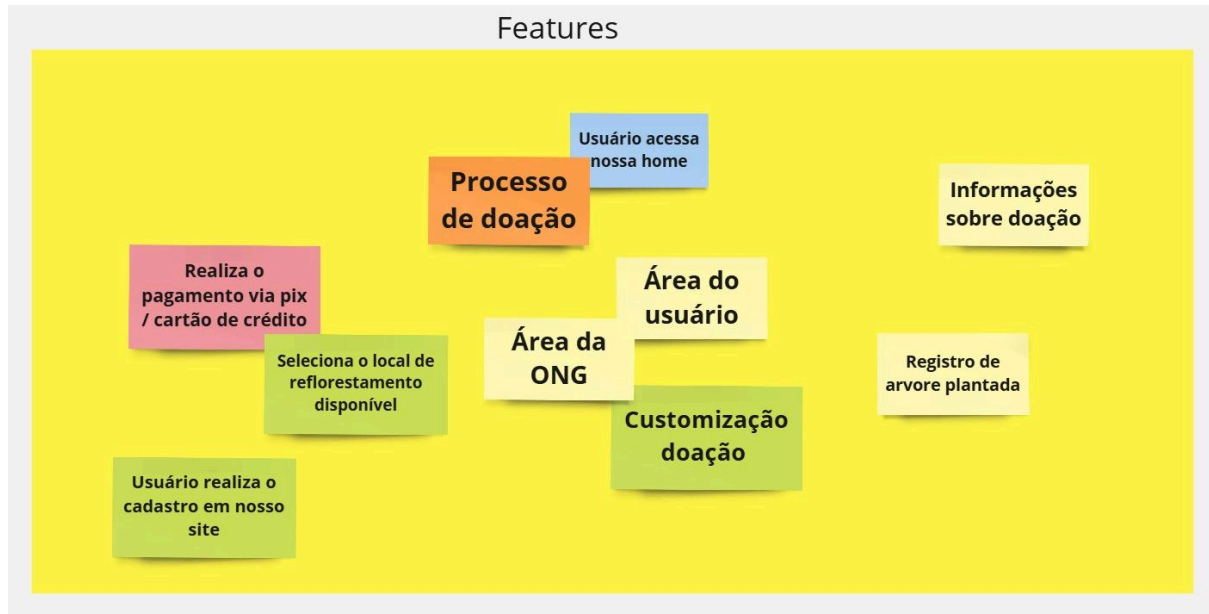 Features
Usuário acessa
nossa home
Processo
de doação
Informações
sobre doação
Realiza o
pagamento via pix
/ cartão de crédito
Área do
usuário
Área da
ONG
Seleciona o local de
reflorestamento
disponível
Registro de
arvore plantada
Customização
doação
Usuário realiza o
cadastro em nosso
site